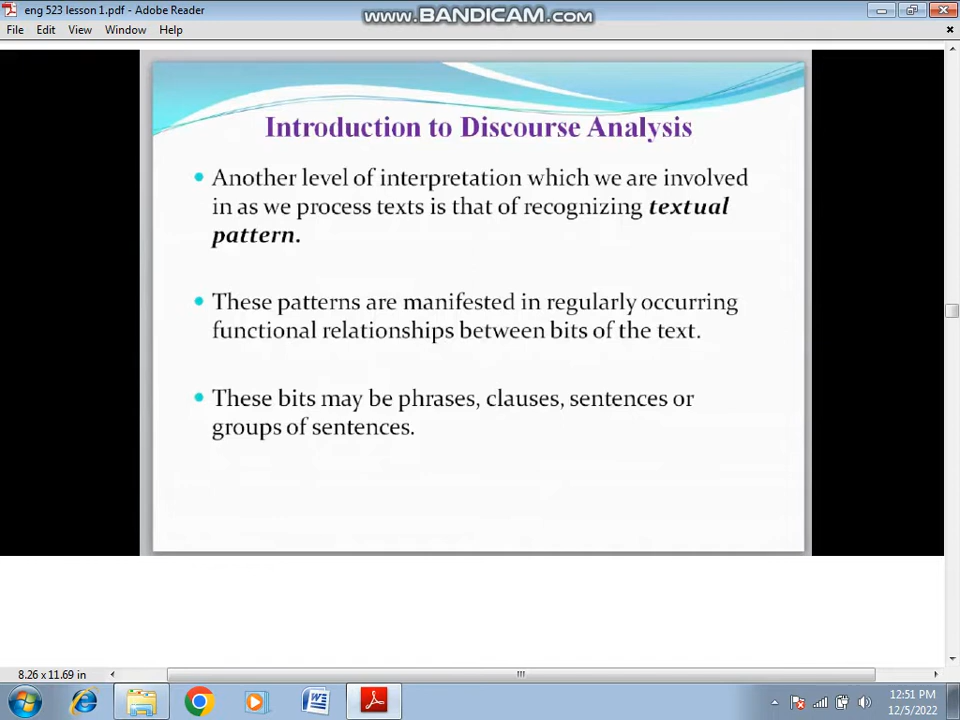 eng 523 lesson 1.pdf - Adobe Reader
www.BANDICAM.com
File Edit View Window Help
Introduction to Discourse Analysis
Another level of interpretation which we are involved
in as we process texts is that of recognizing textual
pattern.
These patterns are manifested in regularly occurring
functional relationships between bits of the text.
These bits may be phrases, clauses, sentences or
groups of sentences.
8.26 x 11.69 in
12:51 PM
12/5/2022